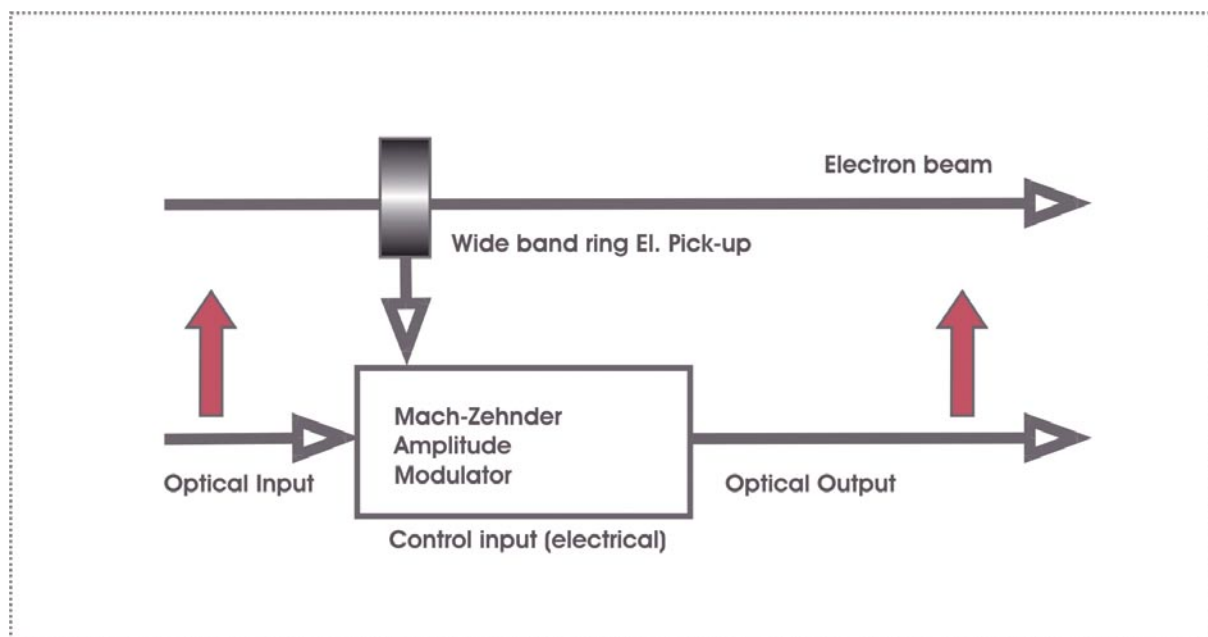 Electron beam
Wide band ring El. Pick-up
Mach-Zehnder
Amplitude
Modulator
Optical Input
Optical Output
Control input (electrical)